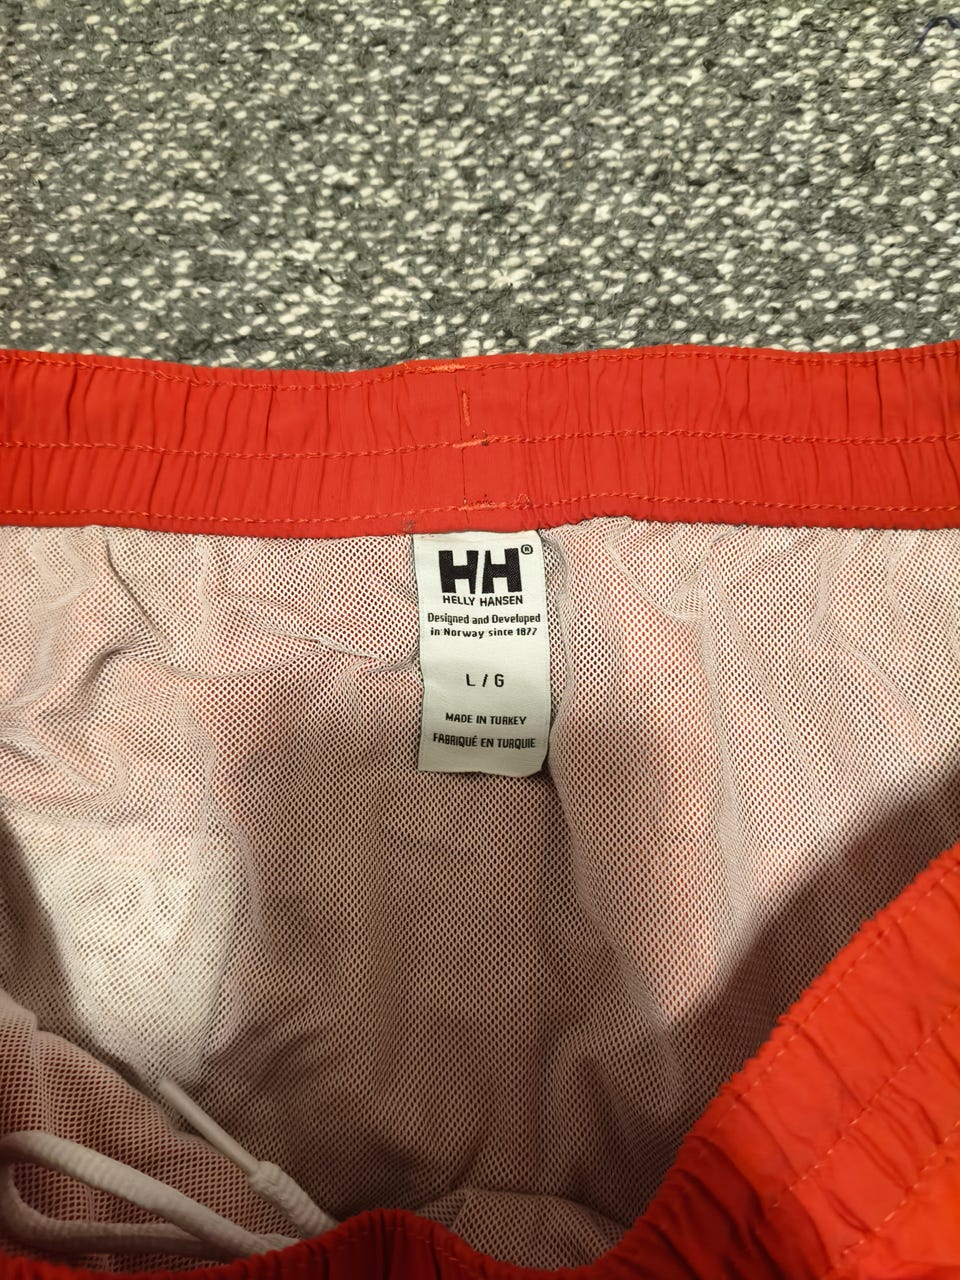 HH®
HELLY HANSEN
Designed and Developed
in Norway since 1877
L / G
MADE IN TURKEY
FABRIQUÉ EN TURQUIE